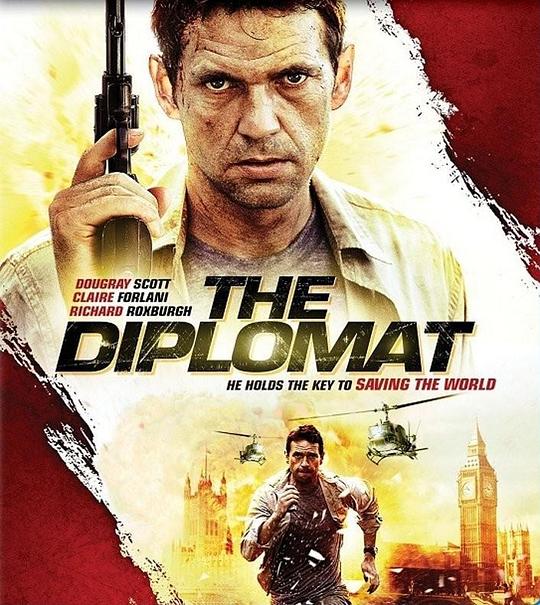 DOUGRAY SCOTT
CLAIRE FORLANI
RICHARD ROXBURGH
THE
DIPLOMAT
HE HOLDS THE KEY TO SAVING THE WORLD